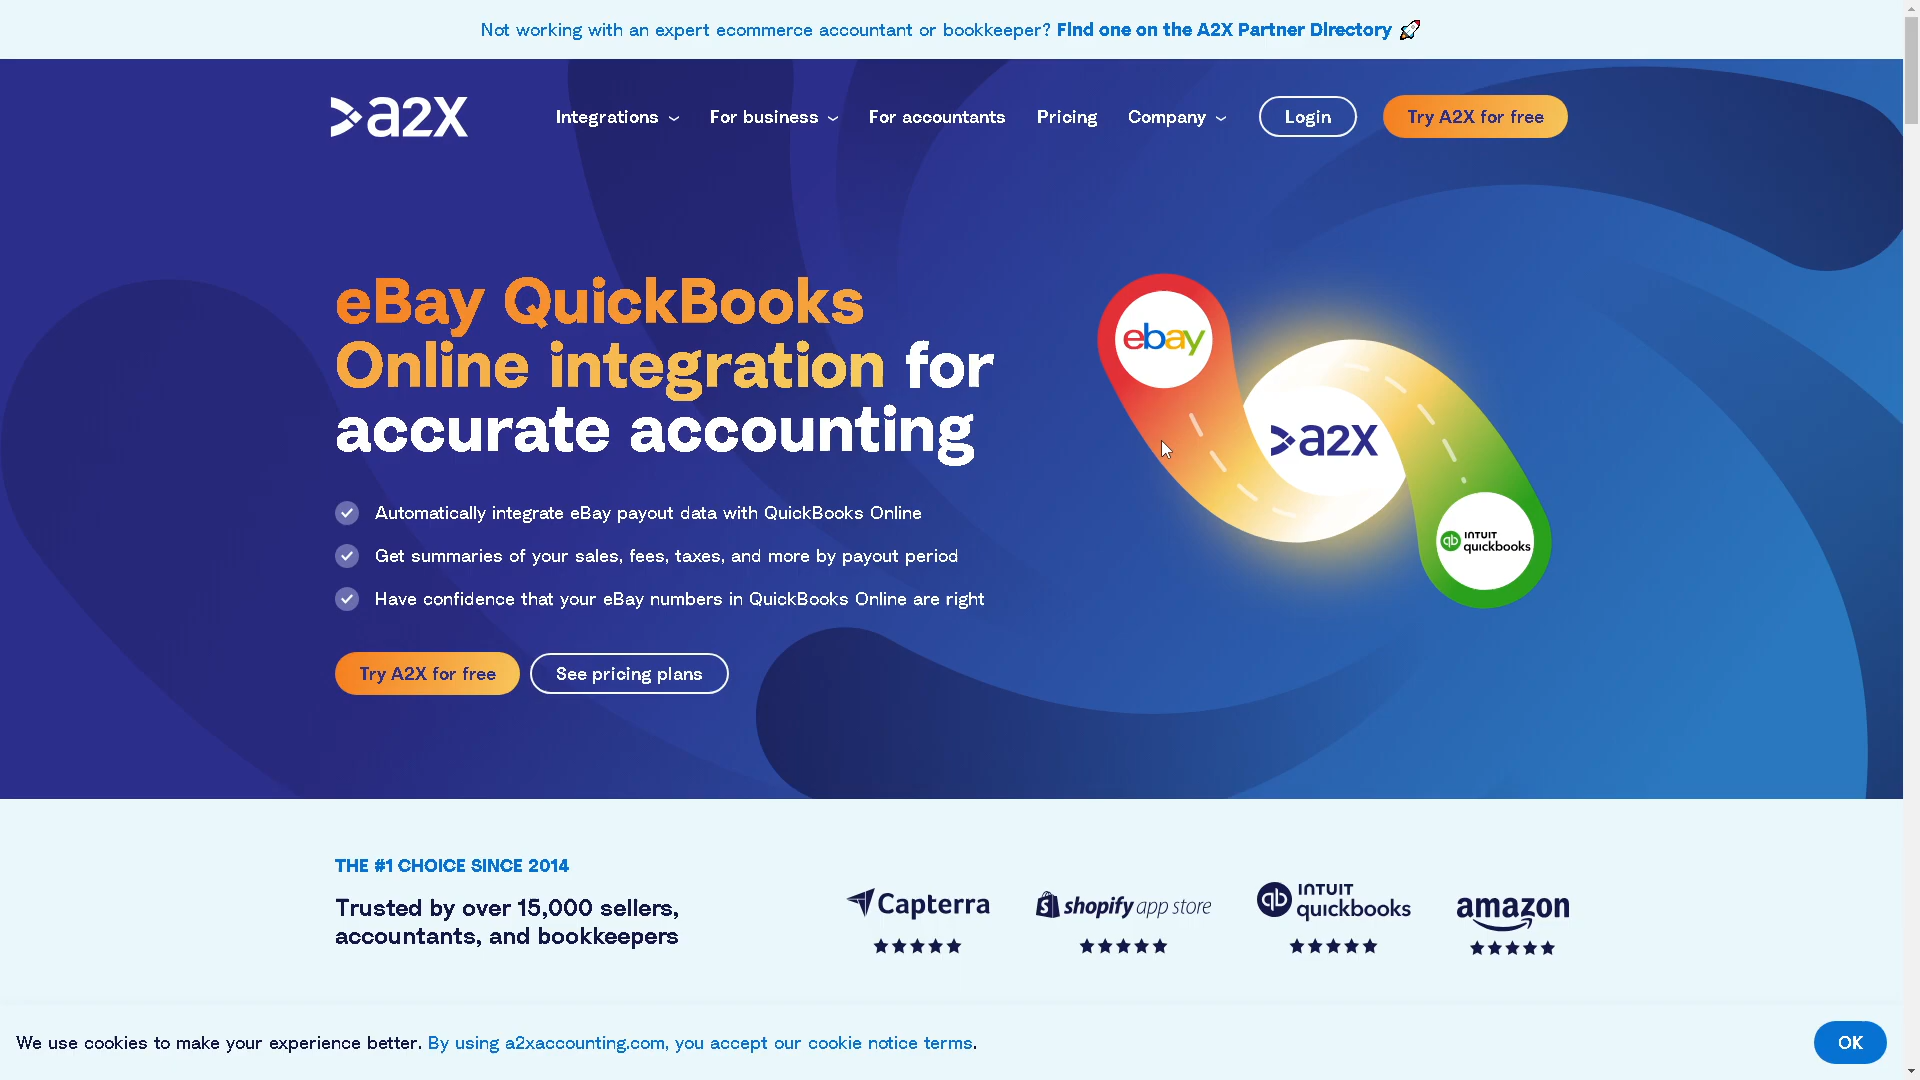 Not working with an expert ecommerce accountant or bookkeeper? Find one on the A2X Partner Directory
a2x
Integrations
For business
For accountants
Pricing
Company
Login
Try A2X for free
eBay QuickBooks
Online integration for
accurate accounting
Automatically integrate eBay payout data with QuickBooks Online
Get summaries of your sales, fees, taxes, and more by payout period
Have confidence that your eBay numbers in QuickBooks Online are right
Try A2X for free
See pricing plans
ebay
a2x
qb INTUIT
quickbooks
THE #1 CHOICE SINCE 2014
Trusted by over 15,000 sellers,
accountants, and bookkeepers
Capterra
shopify app store
qb INTUIT
quickbooks
amazon
We use cookies to make your experience better. By using a2xaccounting.com, you accept our cookie notice terms.
OK